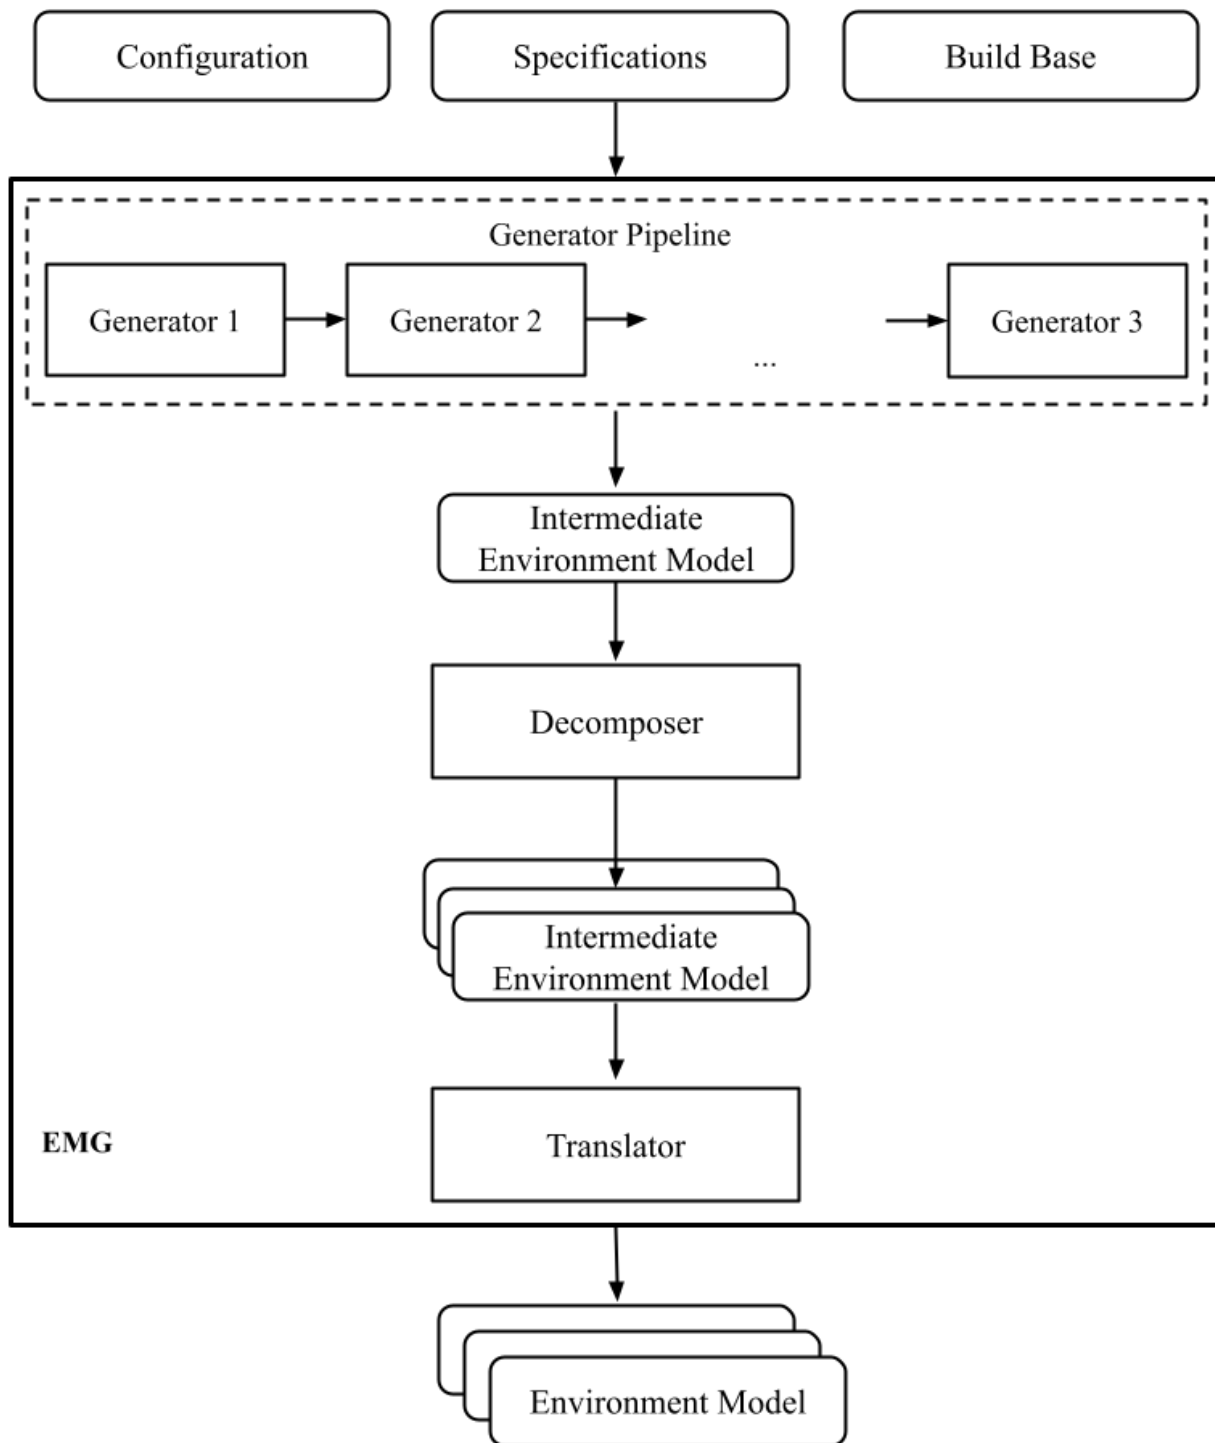 Configuration
Specifications
Build Base
Generator Pipeline
Generator 1
Generator 2
...
Generator 3
Intermediate
Environment Model
Decomposer
Intermediate
Environment Model
Translator
EMG
Environment Model